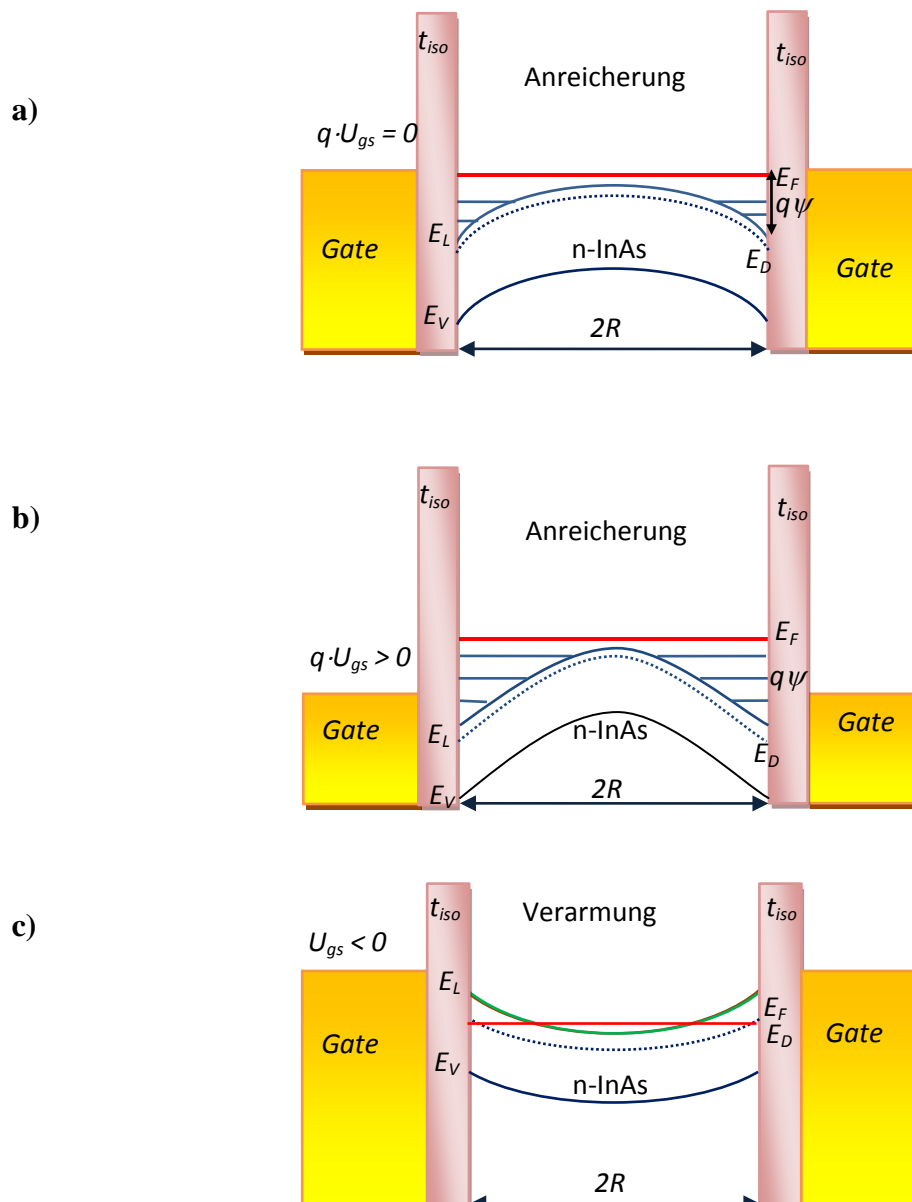 a)
t_iso
t_iso
Anreicherung
q·U_gs = 0
E_F
qψ
E_L
n-InAs
E_D
Gate
Gate
E_V
2R
b)
t_iso
t_iso
Anreicherung
E_F
q·U_gs > 0
qψ
Gate
Gate
E_L
n-InAs
E_D
E_V
2R
c)
t_iso
Verarmung
t_iso
U_gs < 0
E_L
E_F
E_D
Gate
Gate
E_V
n-InAs
2R